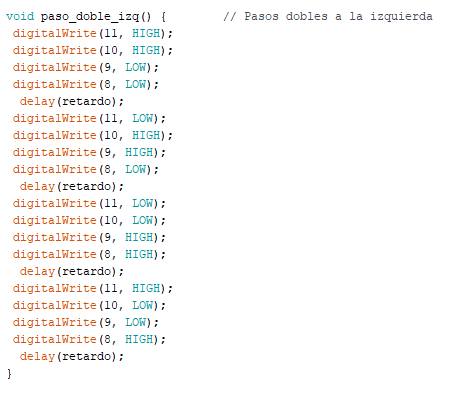 void paso_doble_izq() {        // Pasos dobles a la izquierda
 digitalWrite(11, HIGH);
 digitalWrite(10, HIGH);
 digitalWrite(9, LOW);
 digitalWrite(8, LOW);
  delay(retardo);
 digitalWrite(11, LOW);
 digitalWrite(10, HIGH);
 digitalWrite(9, HIGH);
 digitalWrite(8, LOW);
  delay(retardo);
 digitalWrite(11, LOW);
 digitalWrite(10, LOW);
 digitalWrite(9, HIGH);
 digitalWrite(8, HIGH);
  delay(retardo);
 digitalWrite(11, HIGH);
 digitalWrite(10, LOW);
 digitalWrite(9, LOW);
 digitalWrite(8, HIGH);
  delay(retardo);
}